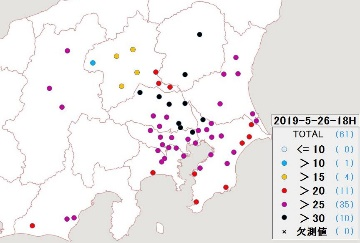 2019-5-26-18H
TOTAL (61)
<= 10 ( 0)
> 10 ( 1)
> 15 ( 4)
> 20 (11)
> 25 (35)
> 30 (10)
× 欠測値 ( 0)